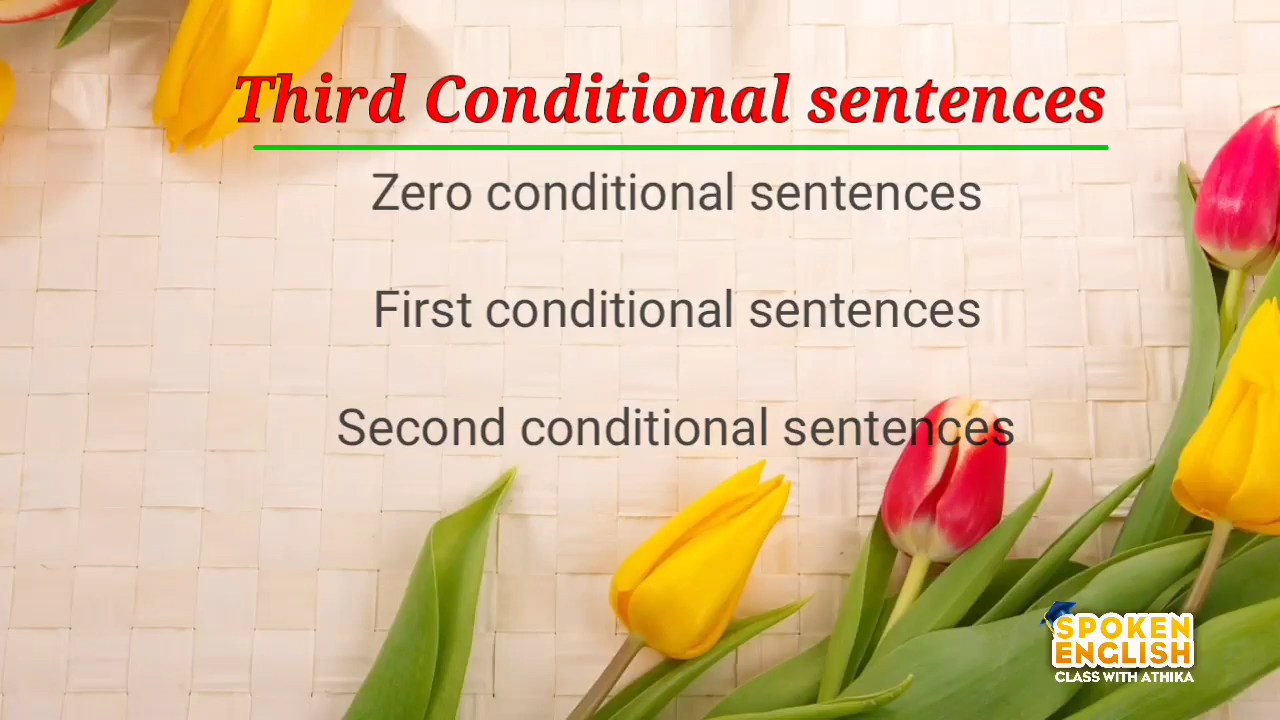 Third Conditional sentences
Zero conditional sentences
First conditional sentences
Second conditional sentences
SPOKEN
ENGLISH
CLASS WITH ATHIKA